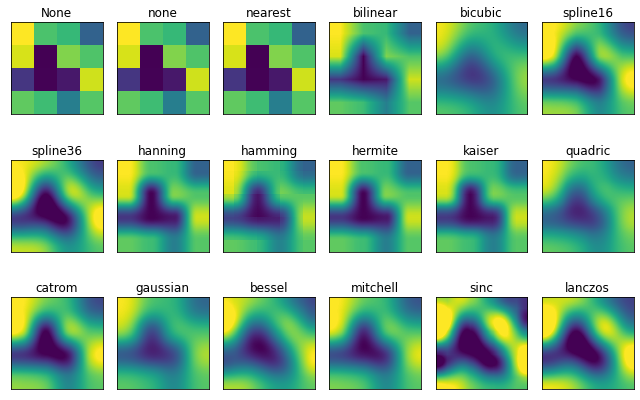 None none nearest bilinear bicubic spline16
spline36 hanning hamming hermite kaiser quadric
catrom gaussian bessel mitchell sinc lanczos